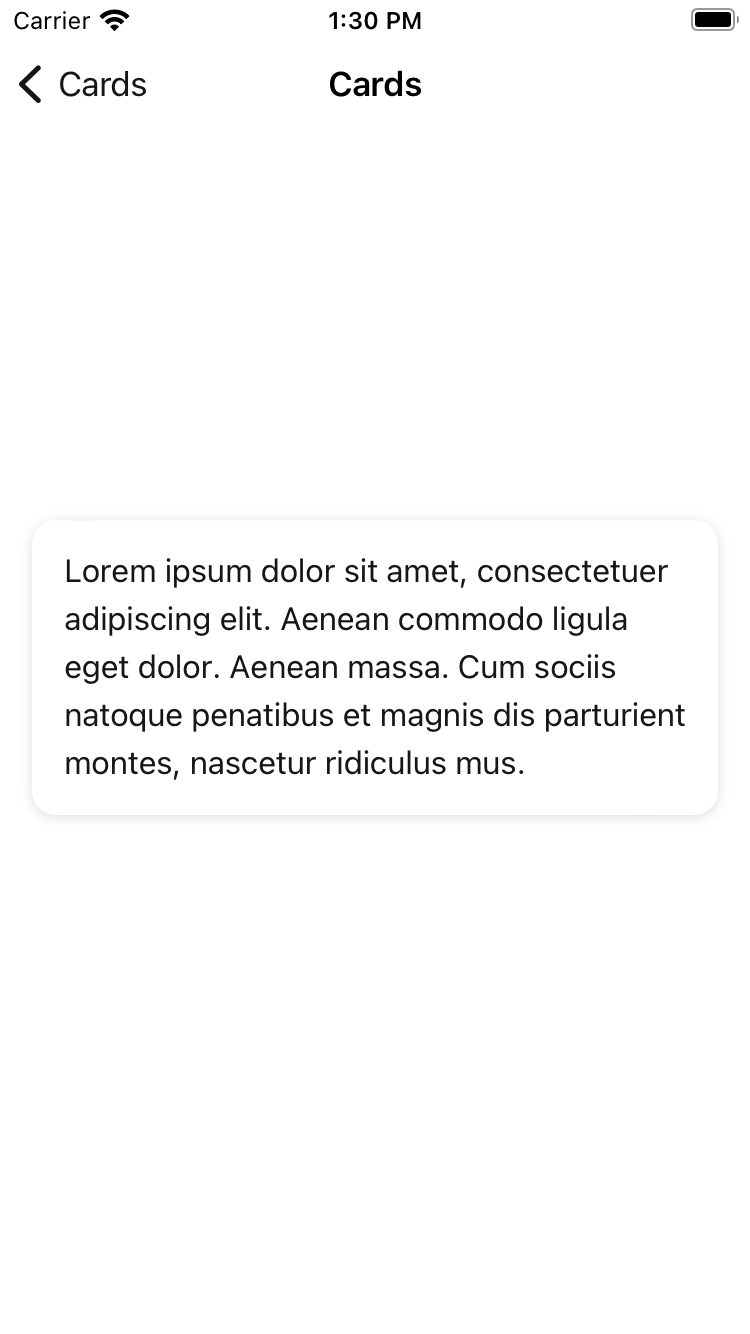 Carrier 1:30 PM
Cards Cards
Lorem ipsum dolor sit amet, consectetuer
adipiscing elit. Aenean commodo ligula
eget dolor. Aenean massa. Cum sociis
natoque penatibus et magnis dis parturient
montes, nascetur ridiculus mus.